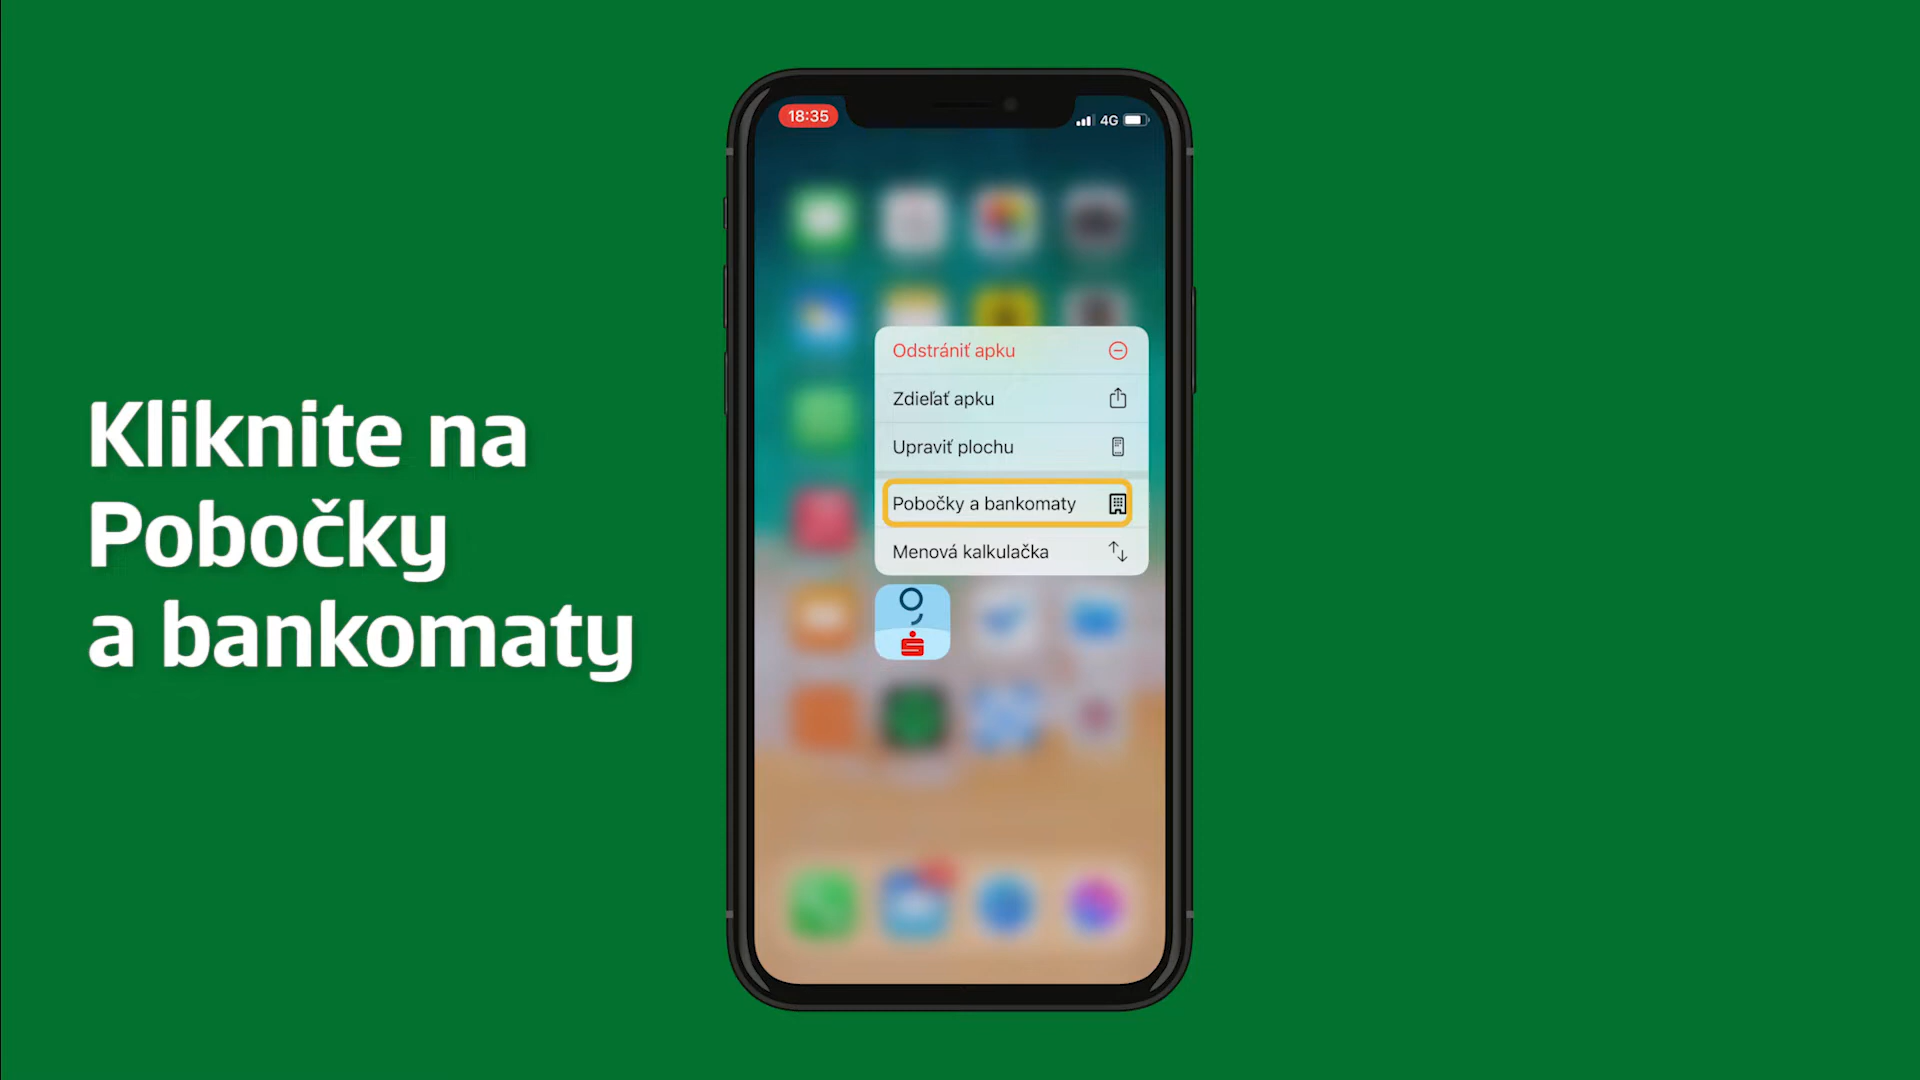 Kliknite na
Pobočky
a bankomaty
18:35
4G
Odstrániť apku
Zdieľať apku
Upraviť plochu
Pobočky a bankomaty
Menová kalkulačka